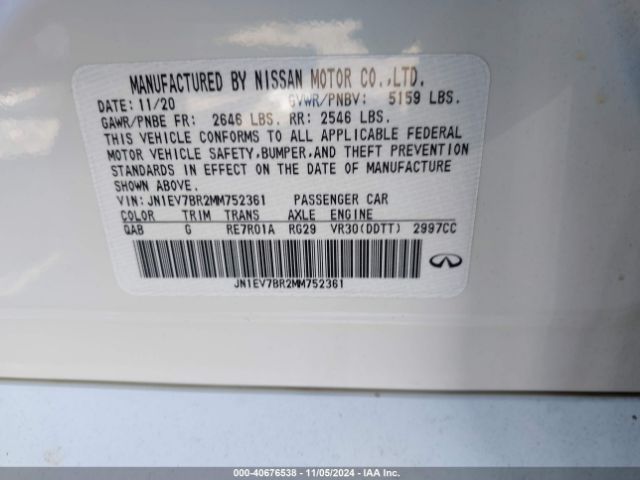 MANUFACTURED BY NISSAN MOTOR CO.,LTD.
DATE: 11/20 GVWR/PNBV: 5159 LBS.
GAWR/PNBE FR: 2646 LBS. RR: 2546 LBS.
THIS VEHICLE CONFORMS TO ALL APPLICABLE FEDERAL
MOTOR VEHICLE SAFETY,BUMPER,AND THEFT PREVENTION
STANDARDS IN EFFECT ON THE DATE OF MANUFACTURE
SHOWN ABOVE.
VIN: JN1EV7BR2MM752361 PASSENGER CAR
COLOR TRIM TRANS AXLE ENGINE
QAB G RE7R01A RG29 VR30(DDTT) 2997CC
JN1EV7BR2MM752361
000-40676538 - 11/05/2024 - IAA Inc.